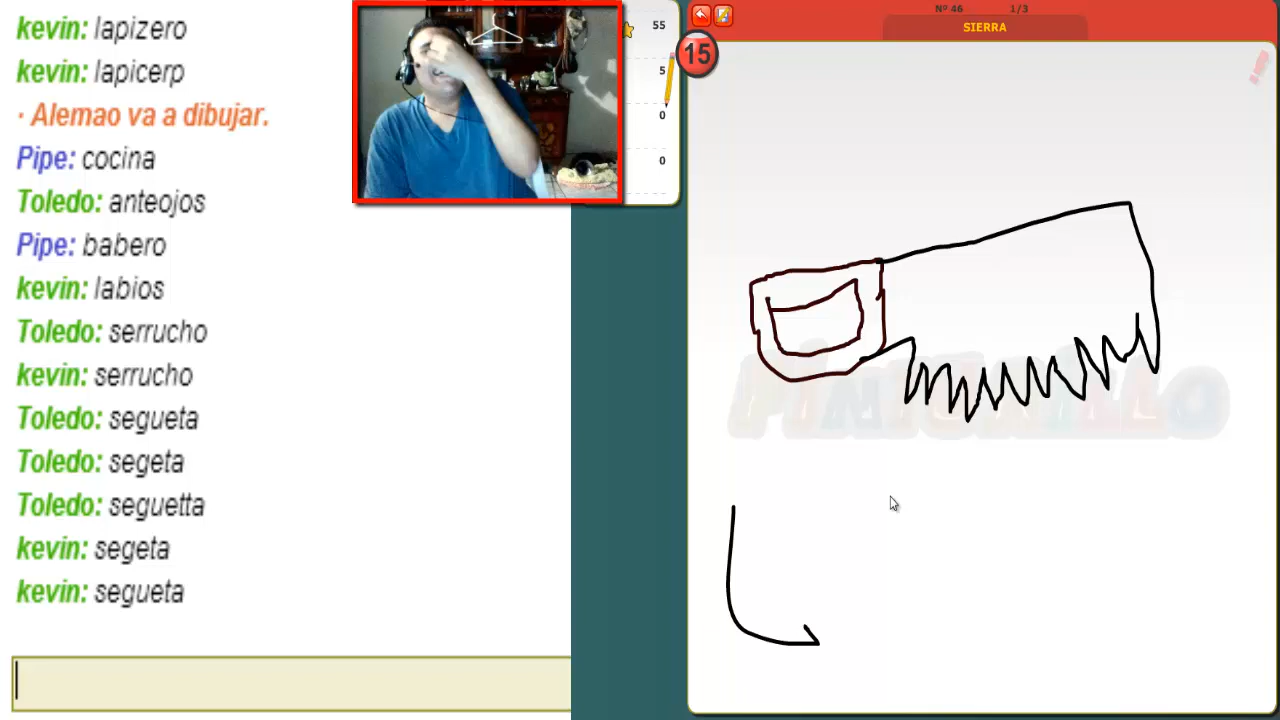 kevin: lapizero
kevin: lapicerp
· Alemao va a dibujar.
Pipe: cocina
Toledo: anteojos
Pipe: babero
kevin: labios
Toledo: serrucho
kevin: serrucho
Toledo: segueta
Toledo: segeta
Toledo: seguetta
kevin: segeta
kevin: segueta
55
5
0
0
15
Nº 46 1/3
SIERRA
!
PINTURILLO